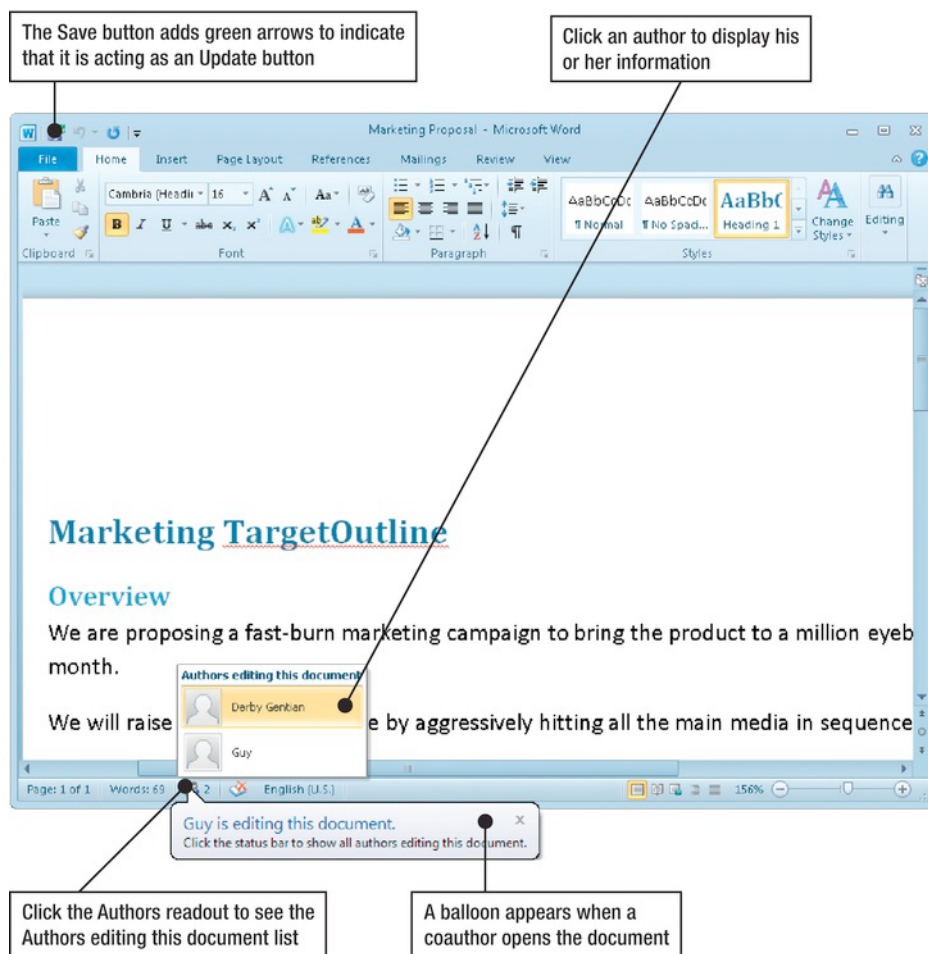 The Save button adds green arrows to indicate
that it is acting as an Update button
Click an author to display his
or her information
Marketing Proposal - Microsoft Word
File Home Insert Page Layout References Mailings Review View
Paste
Clipboard
Cambria (Headi 16 A A Aa
B I U abc x, x² A ab A
Font
Paragraph
AaBbCcDc AaBbCcDc AaBbC
¶ Normal ¶ No Spaci... Heading 1
Change
Styles
Styles
Editing
Marketing TargetOutline
Overview
We are proposing a fast-burn marketing campaign to bring the product to a million eyeb
month.
Authors editing this document
Derby Gentian
Guy
We will raise e by aggressively hitting all the main media in sequence
Page: 1 of 1 Words: 69 2 English (U.S.) 156%
Guy is editing this document.
Click the status bar to show all authors editing this document.
Click the Authors readout to see the
Authors editing this document list
A balloon appears when a
coauthor opens the document